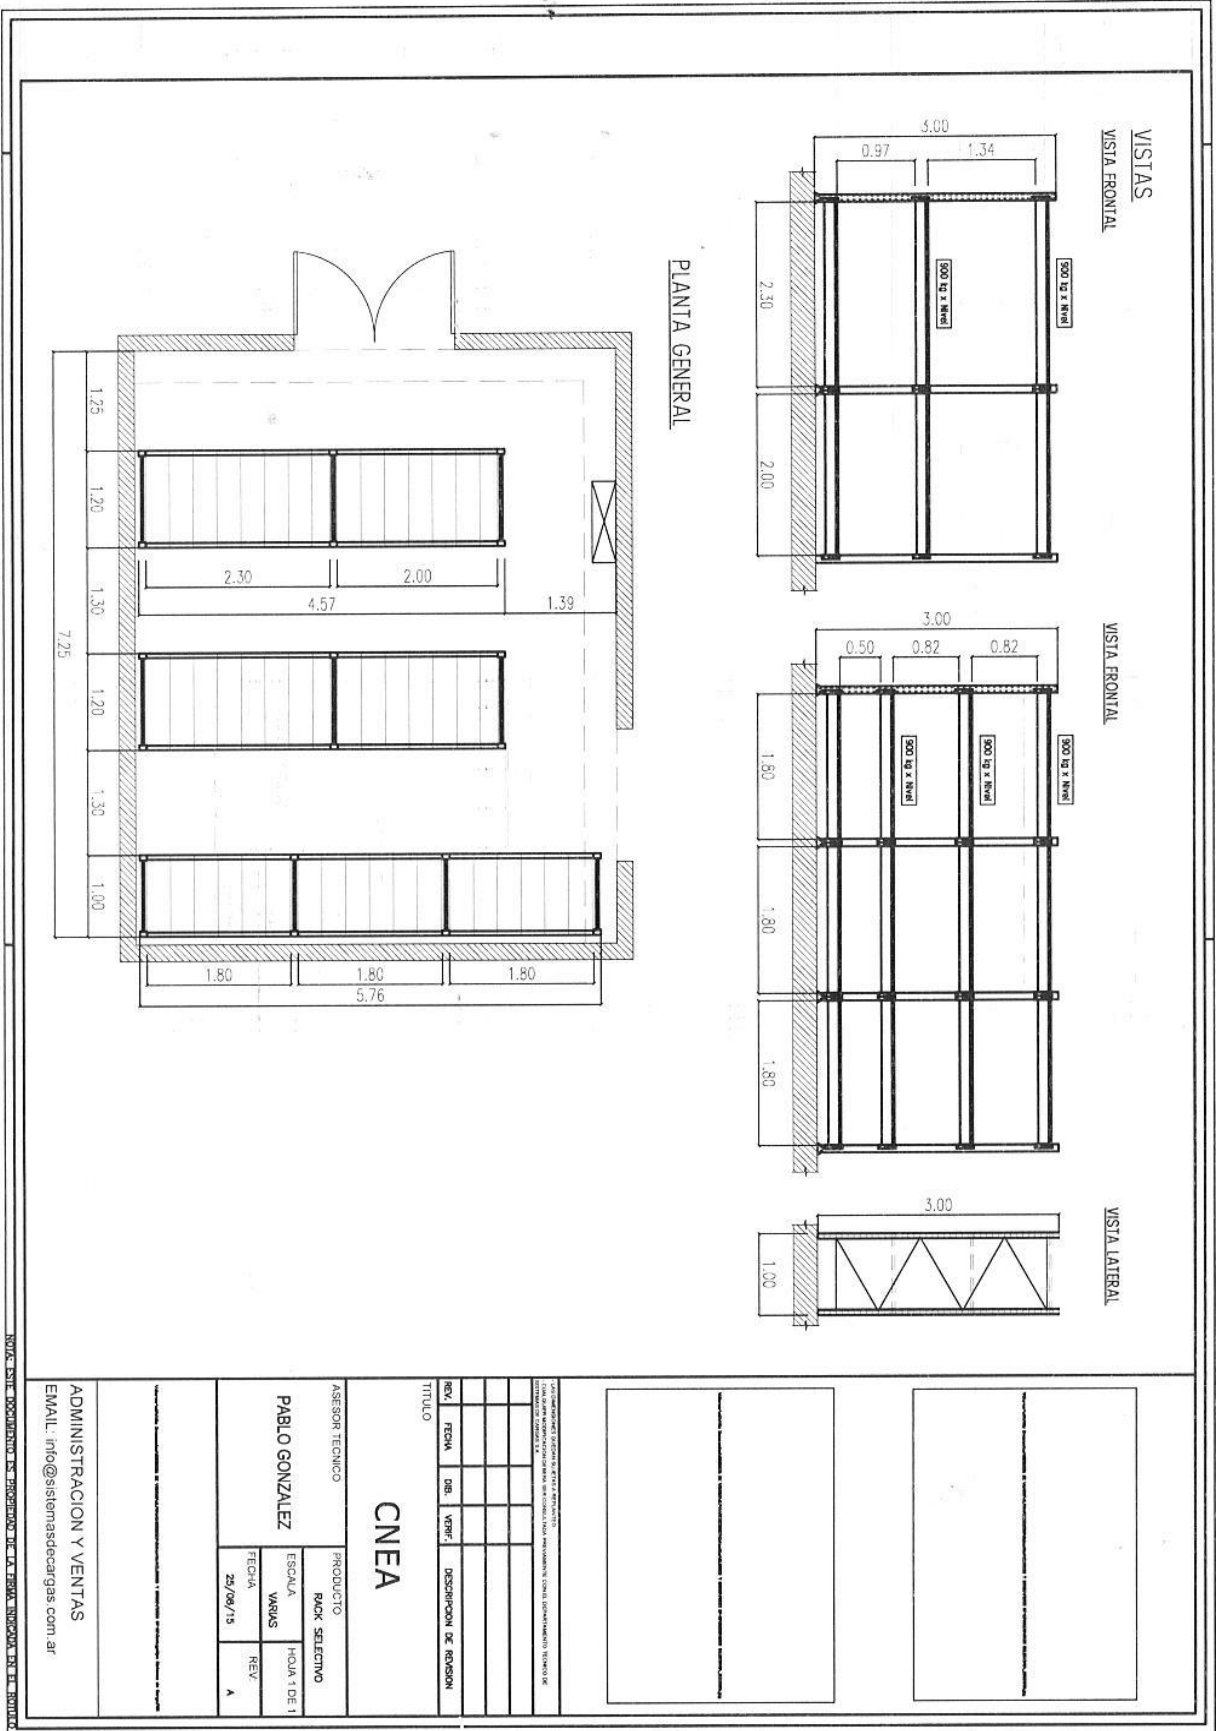 VISTAS
VISTA FRONTAL
3.00
0.97
1.34
900 kg x Nivel
900 kg x Nivel
2.30
2.00
VISTA FRONTAL
3.00
0.50
0.82
0.82
900 kg x Nivel
900 kg x Nivel
900 kg x Nivel
1.80
1.80
1.80
VISTA LATERAL
3.00
1.00
PLANTA GENERAL
2.30
2.00
4.57
1.39
1.25
1.20
1.30
1.20
1.30
1.00
7.25
1.80
1.80
1.80
5.76
REV.
FECHA
DIB.
VERIF.
DESCRIPCION DE REVISION
TITULO
CNEA
ASESOR TECNICO
PABLO GONZALEZ
PRODUCTO
RACK SELECTIVO
ESCALA
VARIAS
HOJA 1 DE 1
FECHA
25/08/15
REV:
A
ADMINISTRACION Y VENTAS
EMAIL: info@sistemasdecargas.com.ar
NOTA: ESTE DOCUMENTO ES PROPIEDAD DE LA FIRMA INDICADA EN EL ROTULO